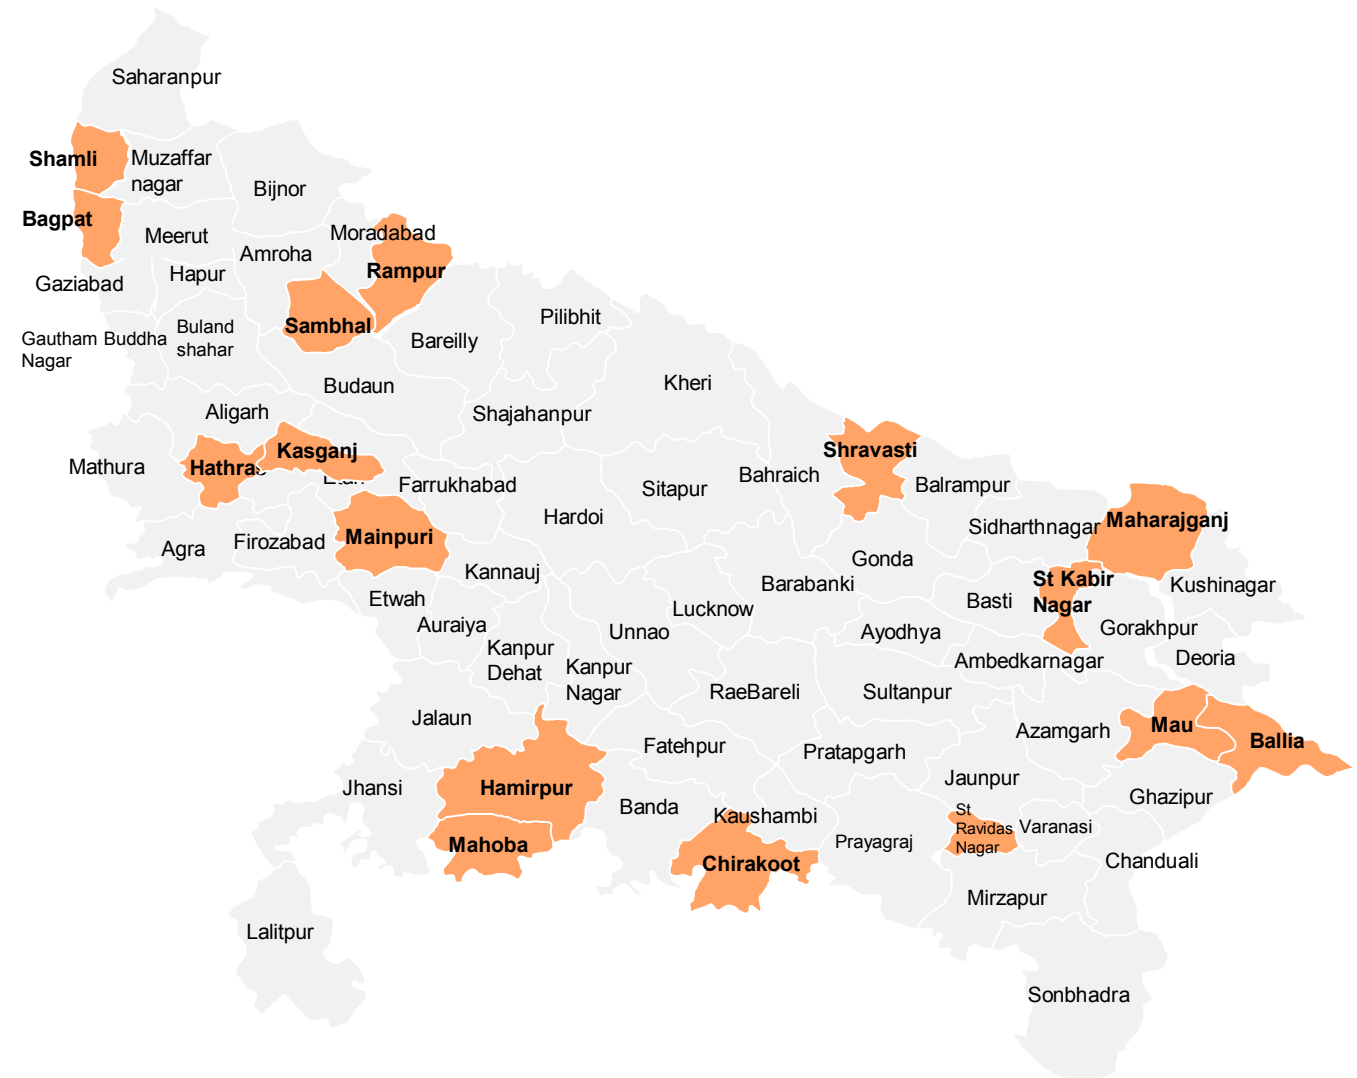 Saharanpur
Shamli
Muzaffar
nagar
Bijnor
Bagpat
Meerut
Moradabad
Amroha
Rampur
Hapur
Gaziabad
Sambhal
Pilibhit
Buland
shahar
Gautham Buddha
Nagar
Bareilly
Budaun
Kheri
Aligarh
Shajahanpur
Mathura
Hathras
Kasganj
Shravasti
Farrukhabad
Sitapur
Bahraich
Balrampur
Hardoi
Sidharthnagar
Maharajganj
Agra
Firozabad
Mainpuri
Kannauj
Gonda
Barabanki
St Kabir
Nagar
Kushinagar
Etwah
Basti
Lucknow
Auraiya
Unnao
Ayodhya
Gorakhpur
Kanpur
Dehat
Kanpur
Nagar
Ambedkarnagar
Deoria
RaeBareli
Sultanpur
Jalaun
Azamgarh
Mau
Ballia
Fatehpur
Pratapgarh
Jhansi
Hamirpur
Jaunpur
Ghazipur
Banda
Kaushambi
St
Ravidas
Nagar
Varanasi
Mahoba
Prayagraj
Chirakoot
Chanduali
Mirzapur
Lalitpur
Sonbhadra